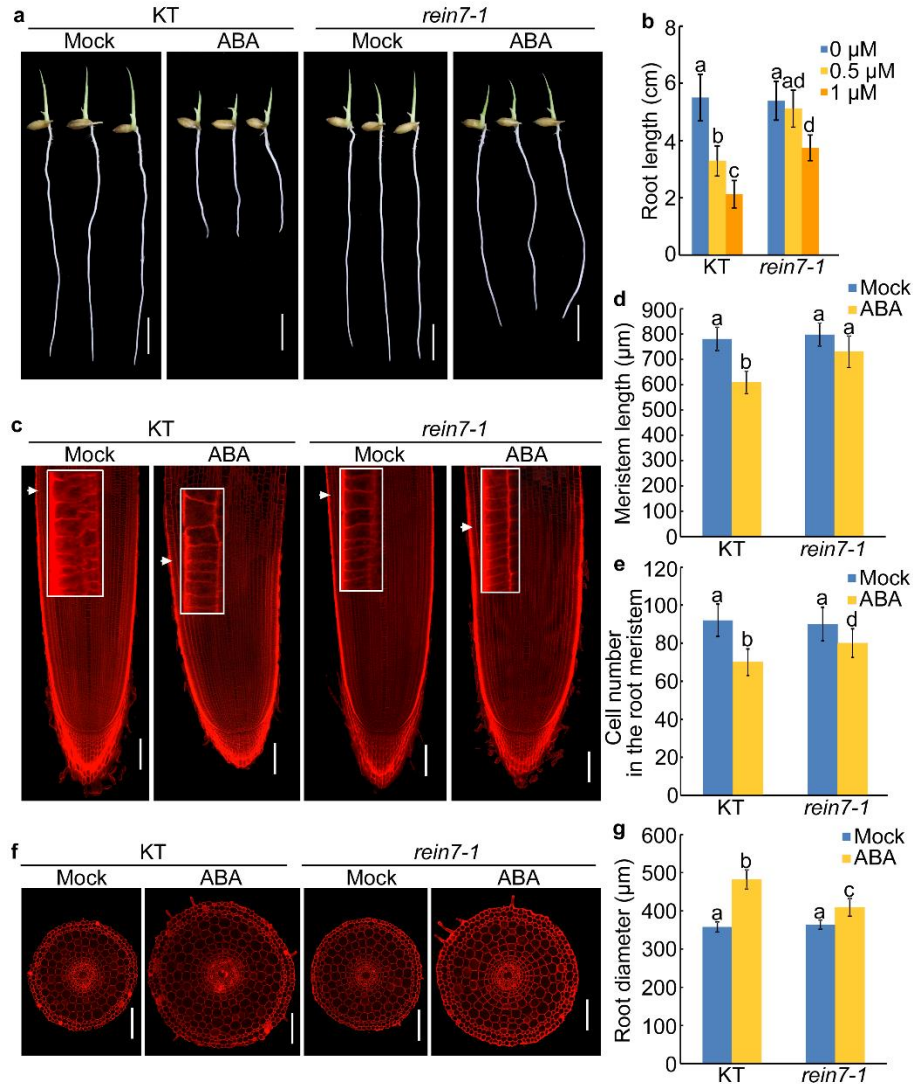 a
KT
rein7-1
Mock
ABA
Mock
ABA
b
Root length (cm)
8
6
4
2
0
0 µM
0.5 µM
1 µM
a
b
c
a
ad
d
KT
rein7-1
c
KT
rein7-1
Mock
ABA
Mock
ABA
d
Meristem length (µm)
900
800
700
600
500
400
300
200
100
0
Mock
ABA
a
b
a
a
KT
rein7-1
e
Cell number
in the root meristem
120
100
80
60
40
20
0
Mock
ABA
a
b
a
d
KT
rein7-1
f
KT
rein7-1
Mock
ABA
Mock
ABA
g
Root diameter (µm)
600
500
400
300
200
100
0
Mock
ABA
a
b
a
c
KT
rein7-1